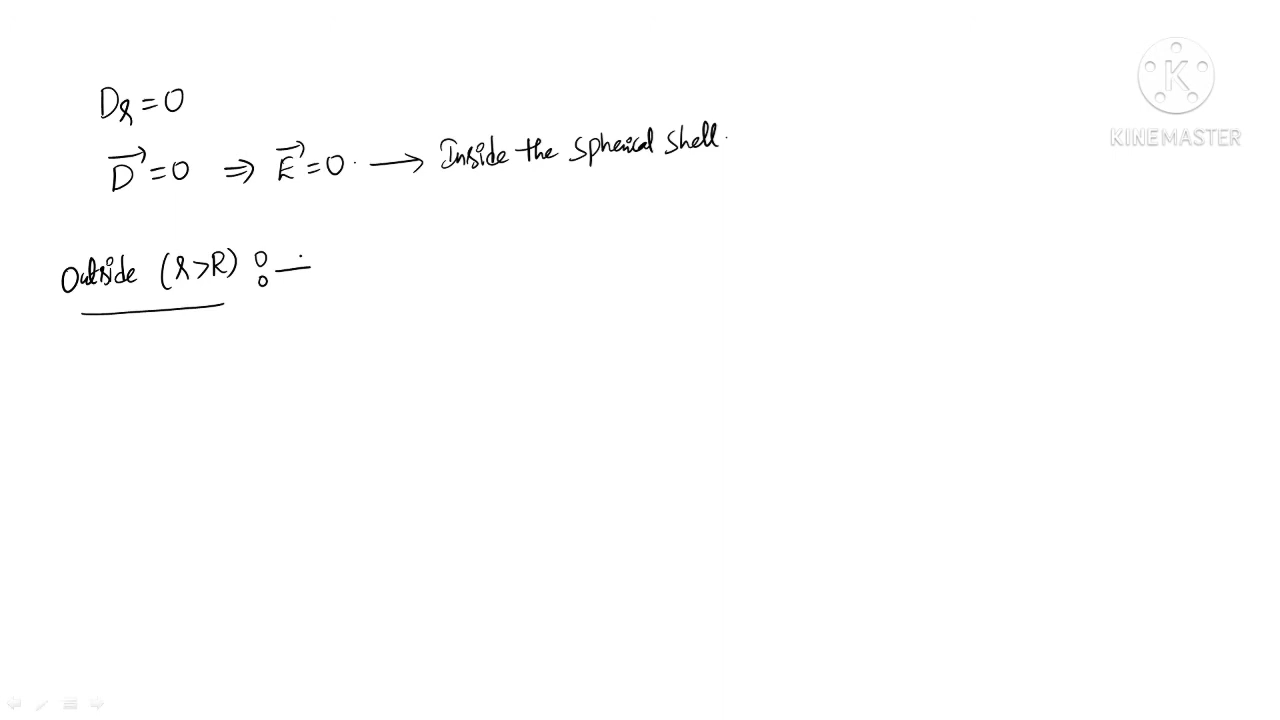 Dr = 0
D⃗ = 0 ⇒ E⃗ = 0. → Inside the spherical shell.
Outside (r>R) :-
K
KINEMASTER